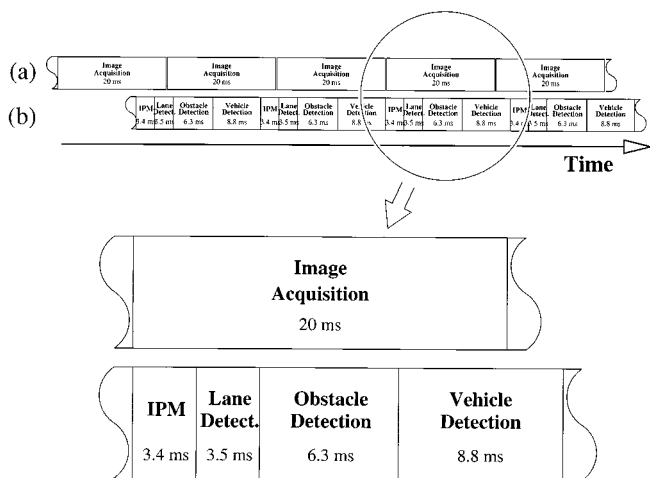 Image Image Image Image Image
(a) Acquisition Acquisition Acquisition Acquisition Acquisition
20 ms 20 ms 20 ms 20 ms 20 ms
(b) IPM Lane Detect. Obstacle Detection Vehicle Detection IPM Lane Detect. Obstacle Detection Vehicle Detection IPM Lane Detect. Obstacle Detection Vehicle Detection IPM Lane Detect. Obstacle Detection Vehicle Detection
3.4 ms 3.5 ms 6.3 ms 8.8 ms 3.4 ms 3.5 ms 6.3 ms 8.8 ms 3.4 ms 3.5 ms 6.3 ms 8.8 ms 3.4 ms 3.5 ms 6.3 ms 8.8 ms
Time
Image
Acquisition
20 ms
IPM
3.4 ms
Lane
Detect.
3.5 ms
Obstacle
Detection
6.3 ms
Vehicle
Detection
8.8 ms